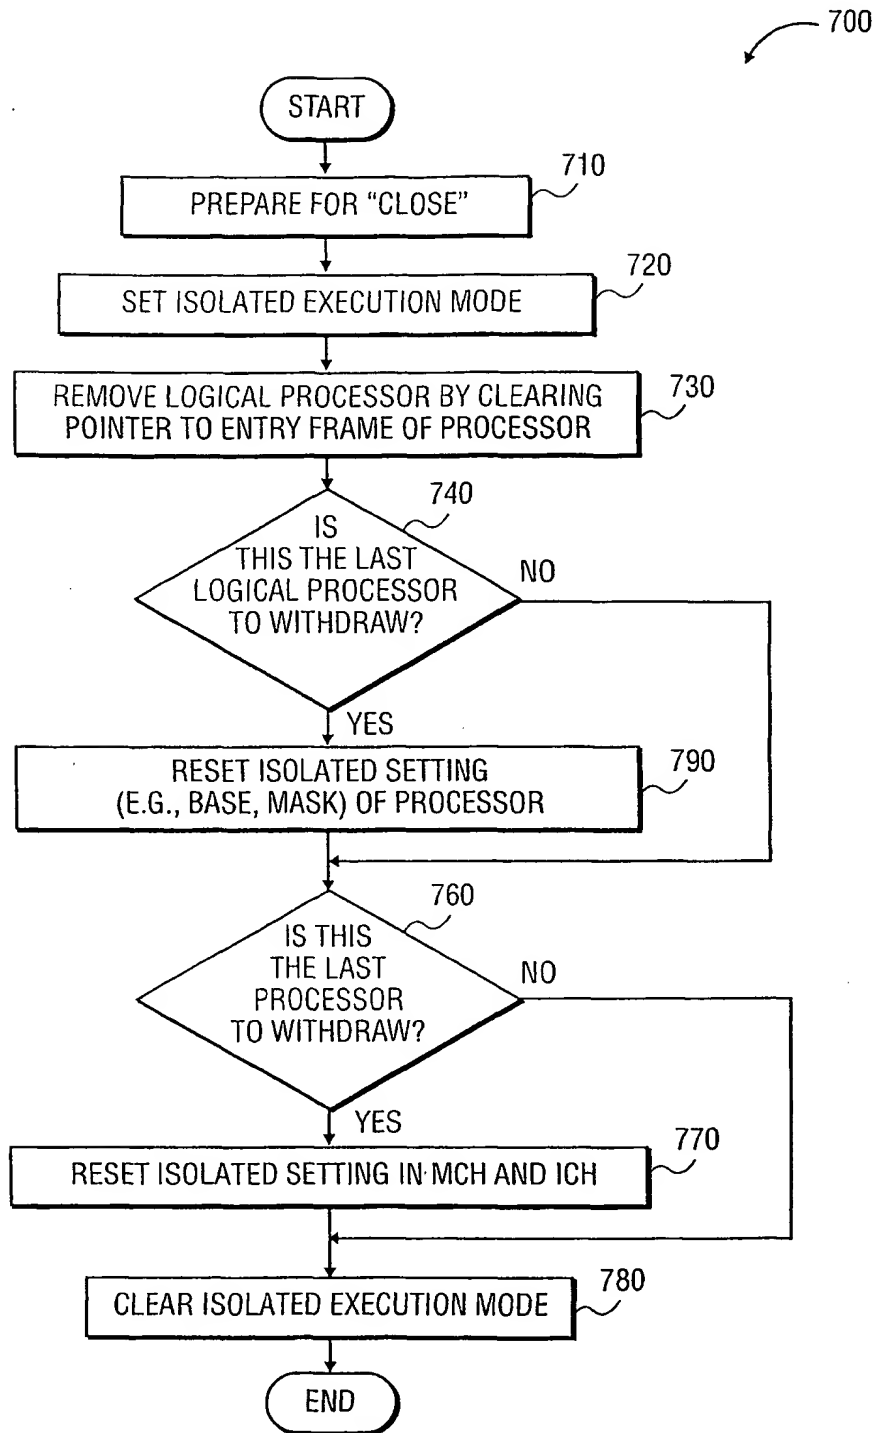 700
START
710
PREPARE FOR “CLOSE”
720
SET ISOLATED EXECUTION MODE
730
REMOVE LOGICAL PROCESSOR BY CLEARING
POINTER TO ENTRY FRAME OF PROCESSOR
740
IS
THIS THE LAST
LOGICAL PROCESSOR
TO WITHDRAW?
NO
YES
790
RESET ISOLATED SETTING
(E.G., BASE, MASK) OF PROCESSOR
760
IS THIS
THE LAST
PROCESSOR
TO WITHDRAW?
NO
YES
770
RESET ISOLATED SETTING IN MCH AND ICH
780
CLEAR ISOLATED EXECUTION MODE
END